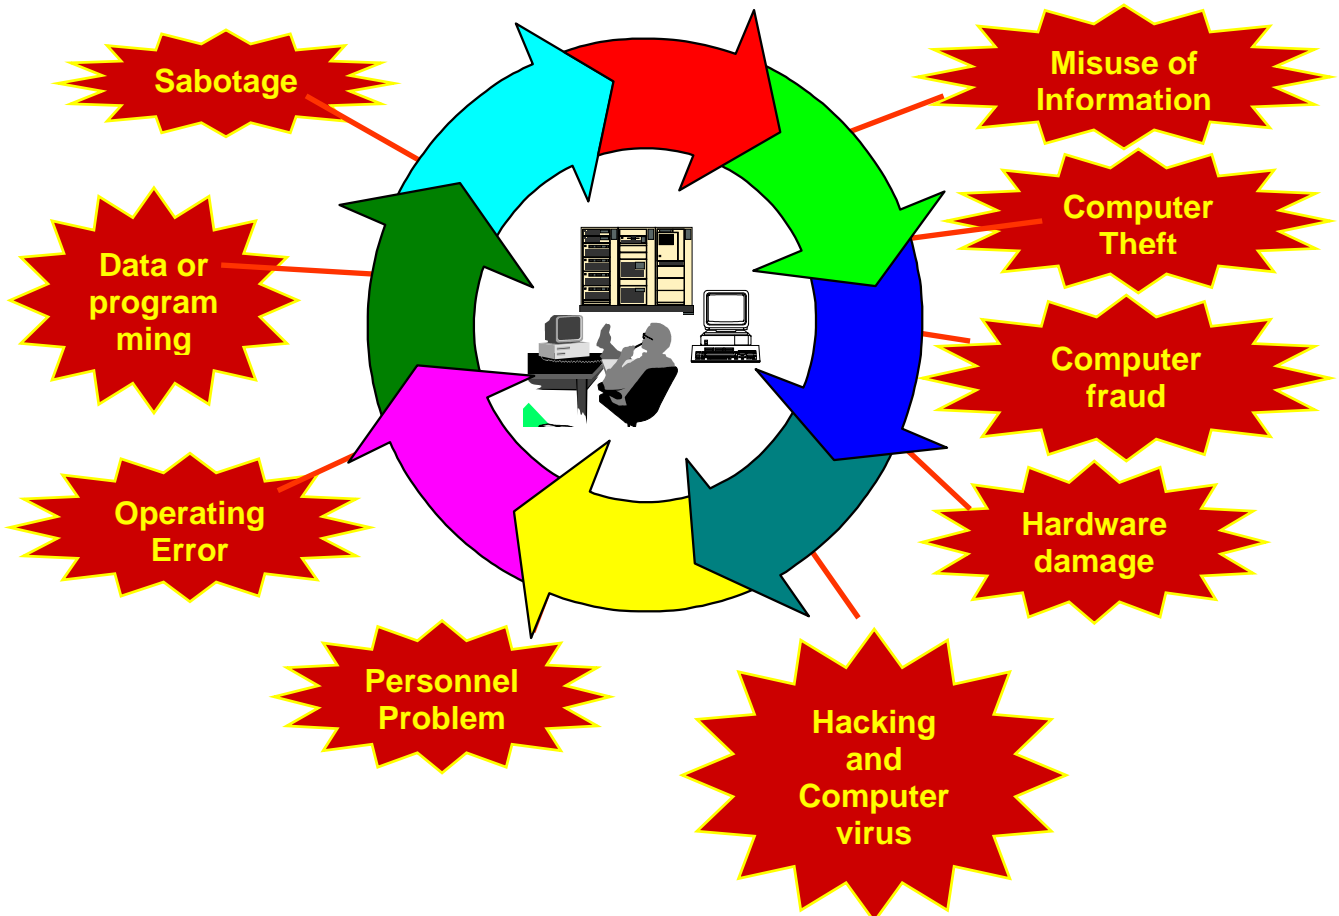 Sabotage
Misuse of
Information
Computer
Theft
Data or
program
ming
Computer
fraud
Operating
Error
Hardware
damage
Personnel
Problem
Hacking
and
Computer
virus